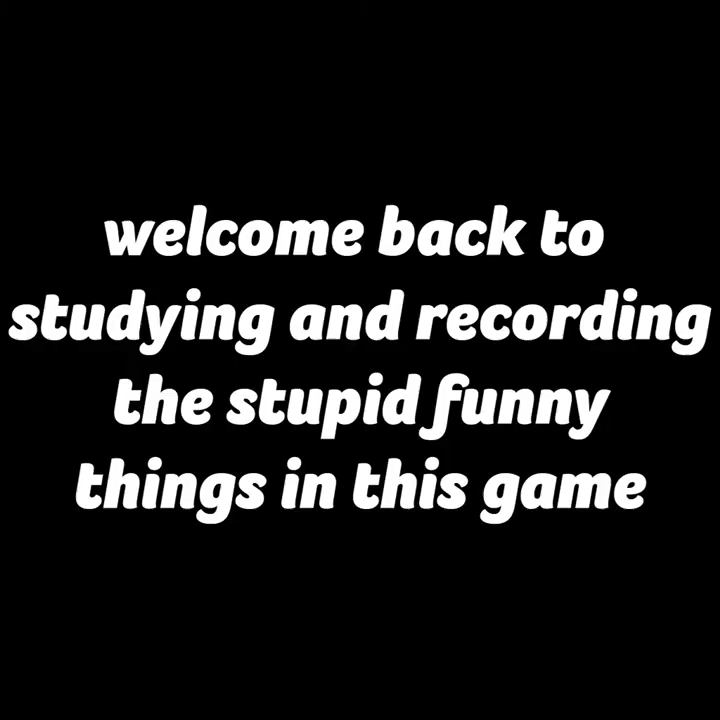 welcome back to
studying and recording
the stupid funny
things in this game